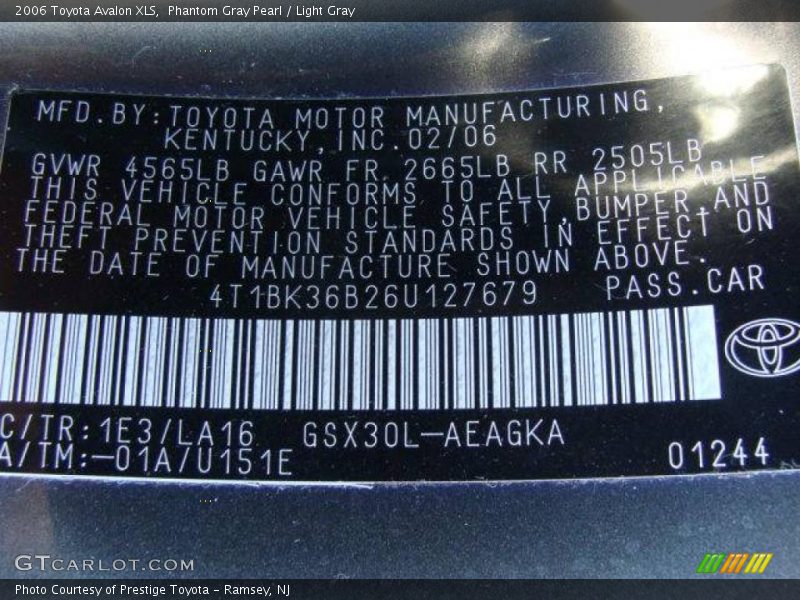 2006 Toyota Avalon XLS,  Phantom Gray Pearl / Light Gray
MFD.BY:TOYOTA MOTOR MANUFACTURING,
KENTUCKY,INC.02/06
GVWR 4565LB GAWR FR 2665LB RR 2505LB
THIS VEHICLE CONFORMS TO ALL APPLICABLE
FEDERAL MOTOR VEHICLE SAFETY,BUMPER,AND
THEFT PREVENTION STANDARDS IN EFFECT ON
THE DATE OF MANUFACTURE SHOWN ABOVE.
4T1BK36B26U127679 PASS.CAR
C/TR:1E3/LA16 GSX30L-AEAGKA
A/TM:-01A/U151E 01244
GTCARLOT.COM
Photo Courtesy of Prestige Toyota - Ramsey, NJ